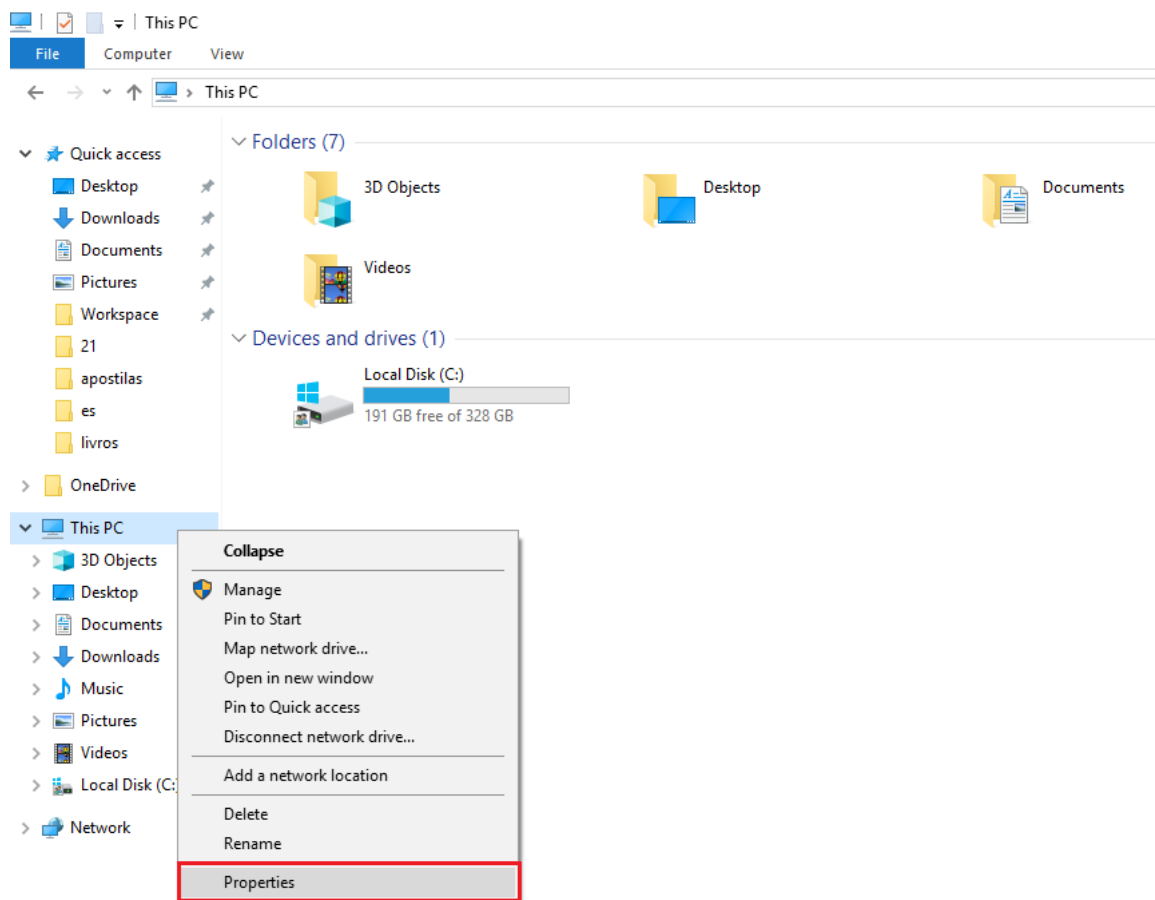 This PC
File Computer View
This PC
Quick access
Desktop
Downloads
Documents
Pictures
Workspace
21
apostilas
es
livros
OneDrive
This PC
3D Objects
Desktop
Documents
Downloads
Music
Pictures
Videos
Local Disk (C:)
Network
Folders (7)
3D Objects
Desktop
Documents
Videos
Devices and drives (1)
Local Disk (C:)
191 GB free of 328 GB
Collapse
Manage
Pin to Start
Map network drive...
Open in new window
Pin to Quick access
Disconnect network drive...
Add a network location
Delete
Rename
Properties